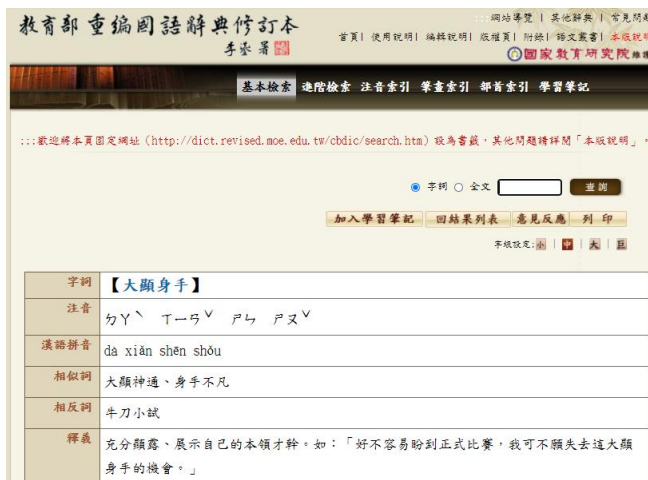 教育部 重編國語辭典修訂本
李鍌署
:::網站導覽 | 其他辭典 | 常見問題
首頁| 使用說明| 編輯說明| 版權頁| 附錄| 語文叢書| 本版說明
國家教育研究院 維護
基本檢索 進階檢索 注音索引 筆畫索引 部首索引 學習筆記
:::歡迎將本頁固定網址 (http://dict.revised.moe.edu.tw/cbdic/search.htm) 設為書籤，其他問題請詳閱「本版說明」。
字詞 全文 查詢
加入學習筆記 回結果列表 意見反應 列 印
字級設定:小 | 中 | 大 | 巨
字詞 【大顯身手】
注音 ㄉㄚˋ ㄒㄧㄢˇ ㄕㄣ ㄕㄡˇ
漢語拼音 dà xiǎn shēn shǒu
相似詞 大顯神通、身手不凡
相反詞 牛刀小試
釋義 充分顯露、展示自己的本領才幹。如：「好不容易盼到正式比賽，我可不願失去這大顯
身手的機會。」